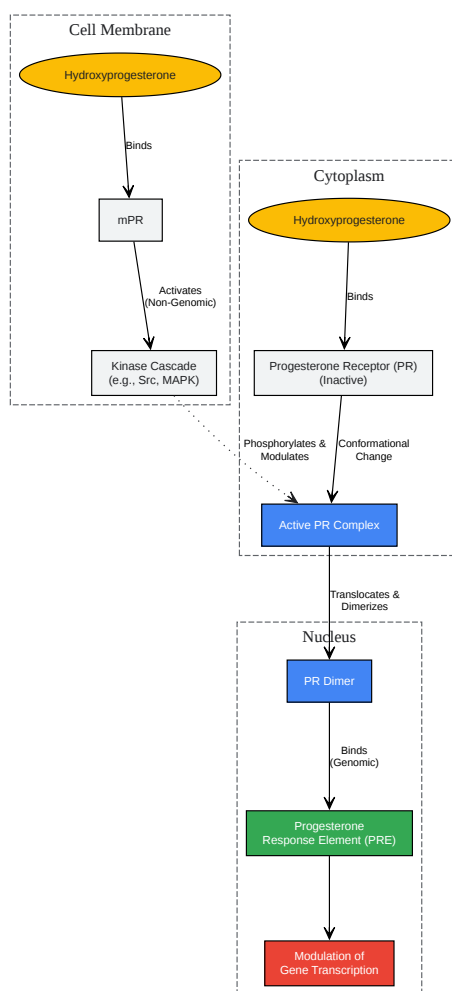 Cell Membrane
Hydroxyprogesterone
Binds
mPR
Activates
(Non-Genomic)
Kinase Cascade
(e.g., Src, MAPK)
Cytoplasm
Hydroxyprogesterone
Binds
Progesterone Receptor (PR)
(Inactive)
Phosphorylates &
Modulates
Conformational
Change
Active PR Complex
Translocates &
Dimerizes
Nucleus
PR Dimer
Binds
(Genomic)
Progesterone
Response Element (PRE)
Modulation of
Gene Transcription